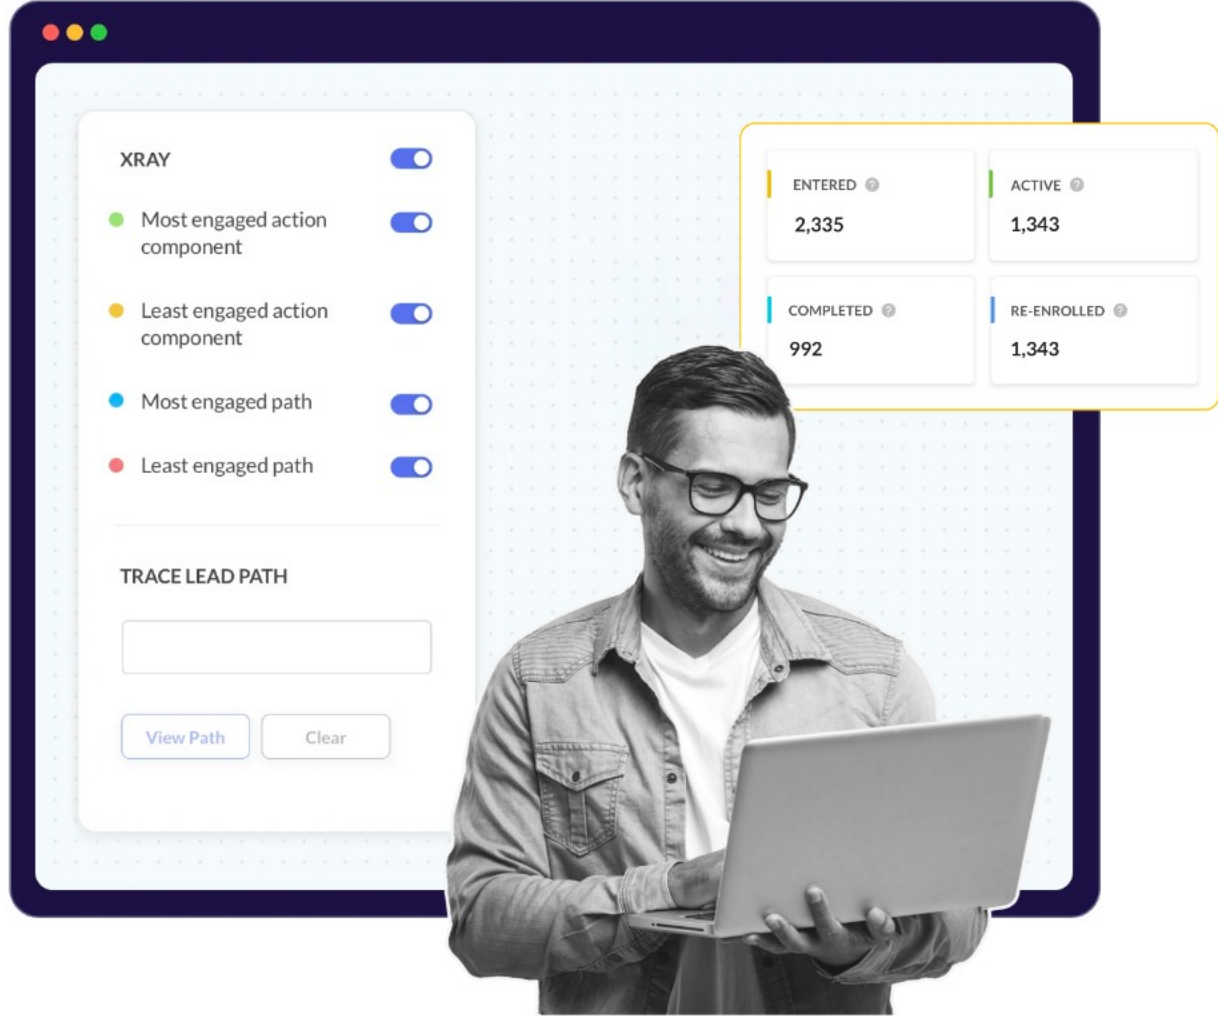 XRAY
Most engaged action
component
Least engaged action
component
Most engaged path
Least engaged path
TRACE LEAD PATH
View Path
Clear
ENTERED ?
2,335
ACTIVE ?
1,343
COMPLETED ?
992
RE-ENROLLED ?
1,343